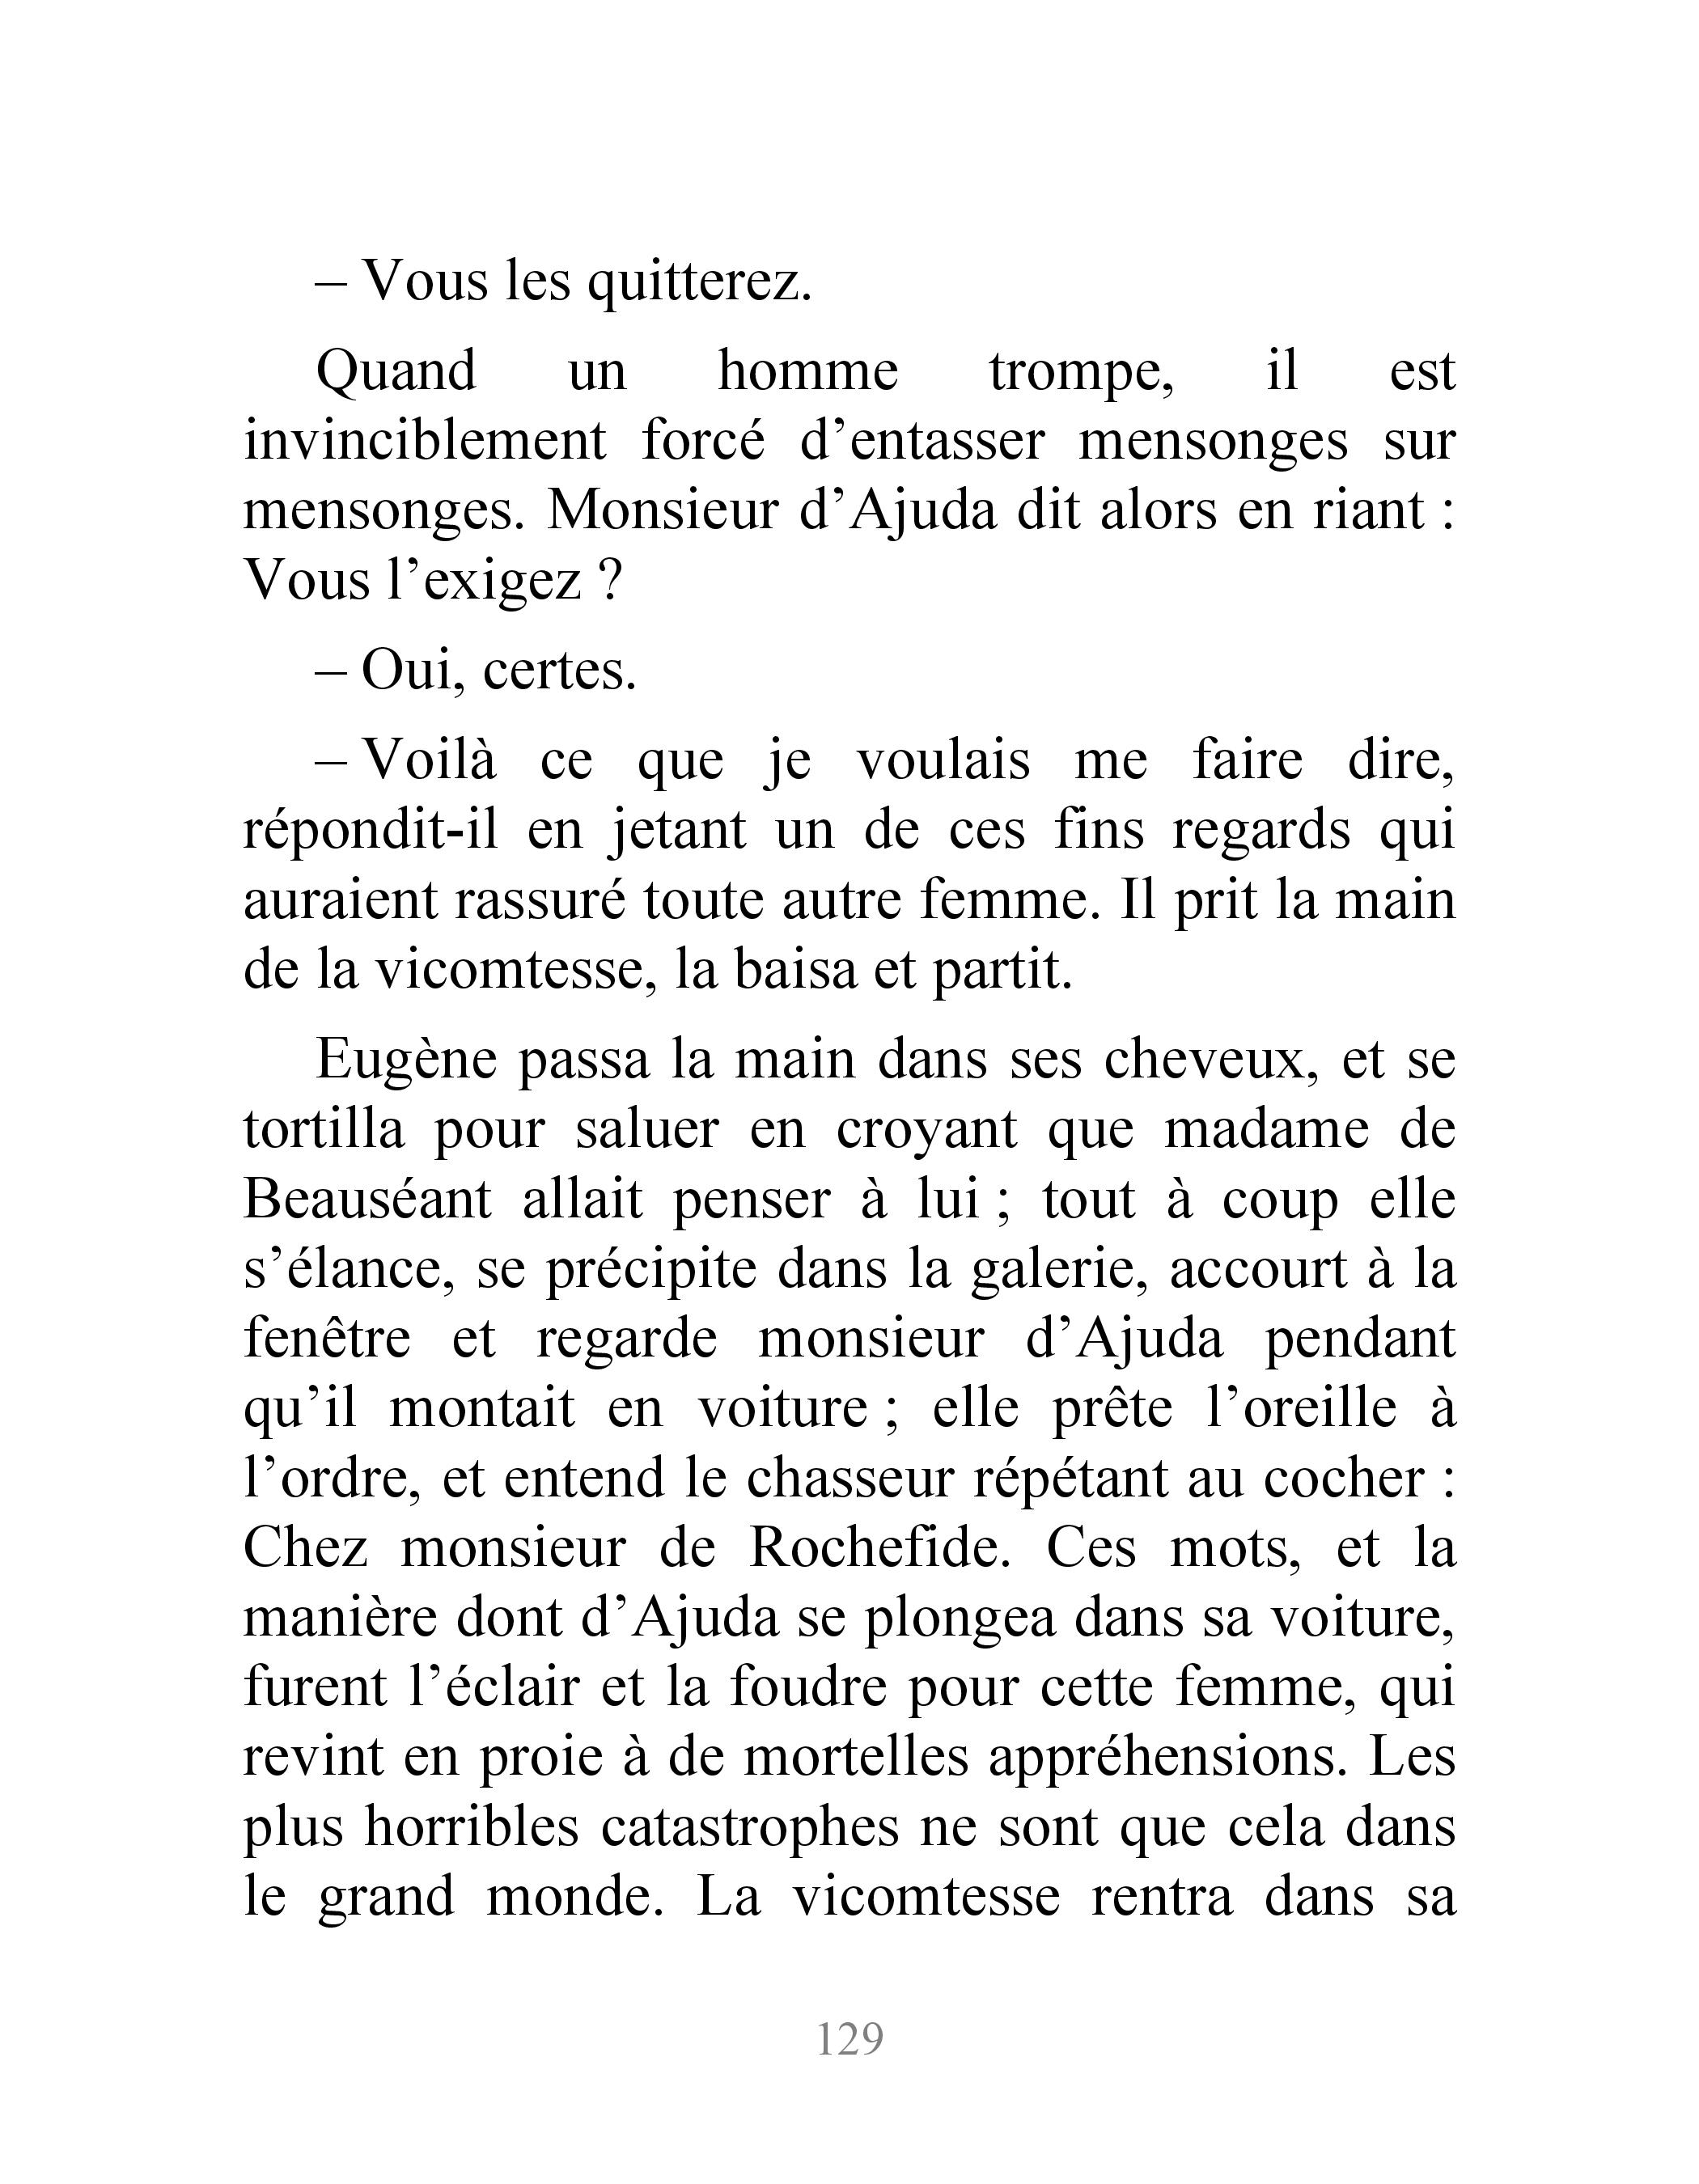 – Vous les quitterez.
Quand un homme trompe, il est
invinciblement forcé d’entasser mensonges sur
mensonges. Monsieur d’Ajuda dit alors en riant :
Vous l’exigez ?
– Oui, certes.
– Voilà ce que je voulais me faire dire,
répondit-il en jetant un de ces fins regards qui
auraient rassuré toute autre femme. Il prit la main
de la vicomtesse, la baisa et partit.
Eugène passa la main dans ses cheveux, et se
tortilla pour saluer en croyant que madame de
Beauséant allait penser à lui ; tout à coup elle
s’élance, se précipite dans la galerie, accourt à la
fenêtre et regarde monsieur d’Ajuda pendant
qu’il montait en voiture ; elle prête l’oreille à
l’ordre, et entend le chasseur répétant au cocher :
Chez monsieur de Rochefide. Ces mots, et la
manière dont d’Ajuda se plongea dans sa voiture,
furent l’éclair et la foudre pour cette femme, qui
revint en proie à de mortelles appréhensions. Les
plus horribles catastrophes ne sont que cela dans
le grand monde. La vicomtesse rentra dans sa
129